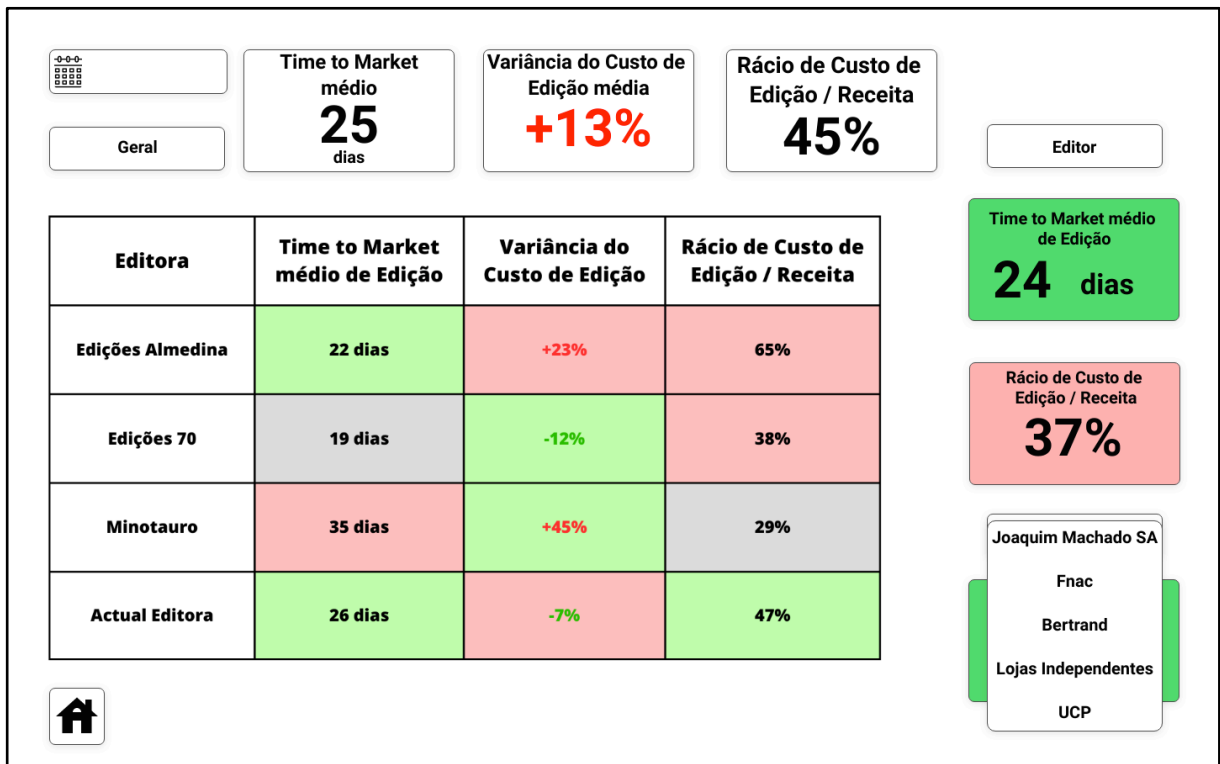 Geral
Time to Market
médio
25
dias
Variância do Custo de
Edição média
+13%
Rácio de Custo de
Edição / Receita
45%
Editor
Editora
Time to Market
médio de Edição
Variância do
Custo de Edição
Rácio de Custo de
Edição / Receita
Edições Almedina
22 dias
+23%
65%
Edições 70
19 dias
-12%
38%
Minotauro
35 dias
+45%
29%
Actual Editora
26 dias
-7%
47%
Time to Market médio
de Edição
24 dias
Rácio de Custo de
Edição / Receita
37%
Joaquim Machado SA
Fnac
Bertrand
Lojas Independentes
UCP